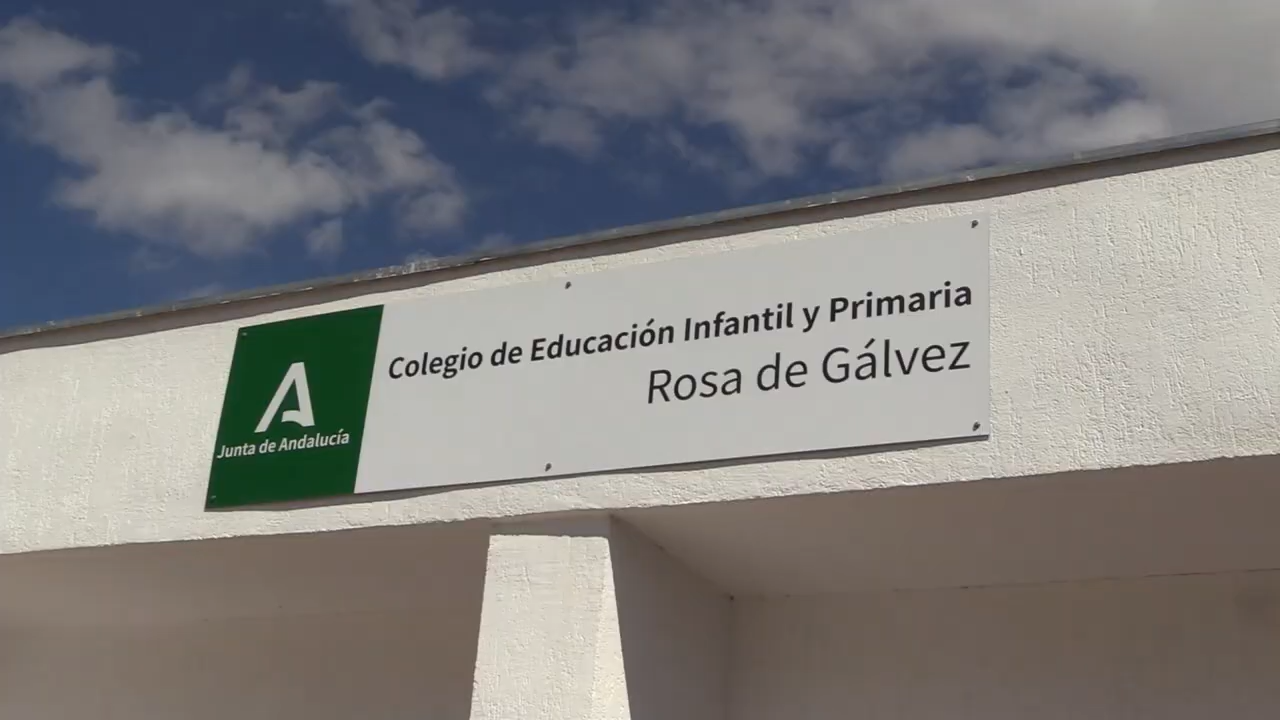 Colegio de Educación Infantil y Primaria
Rosa de Gálvez
Junta de Andalucía